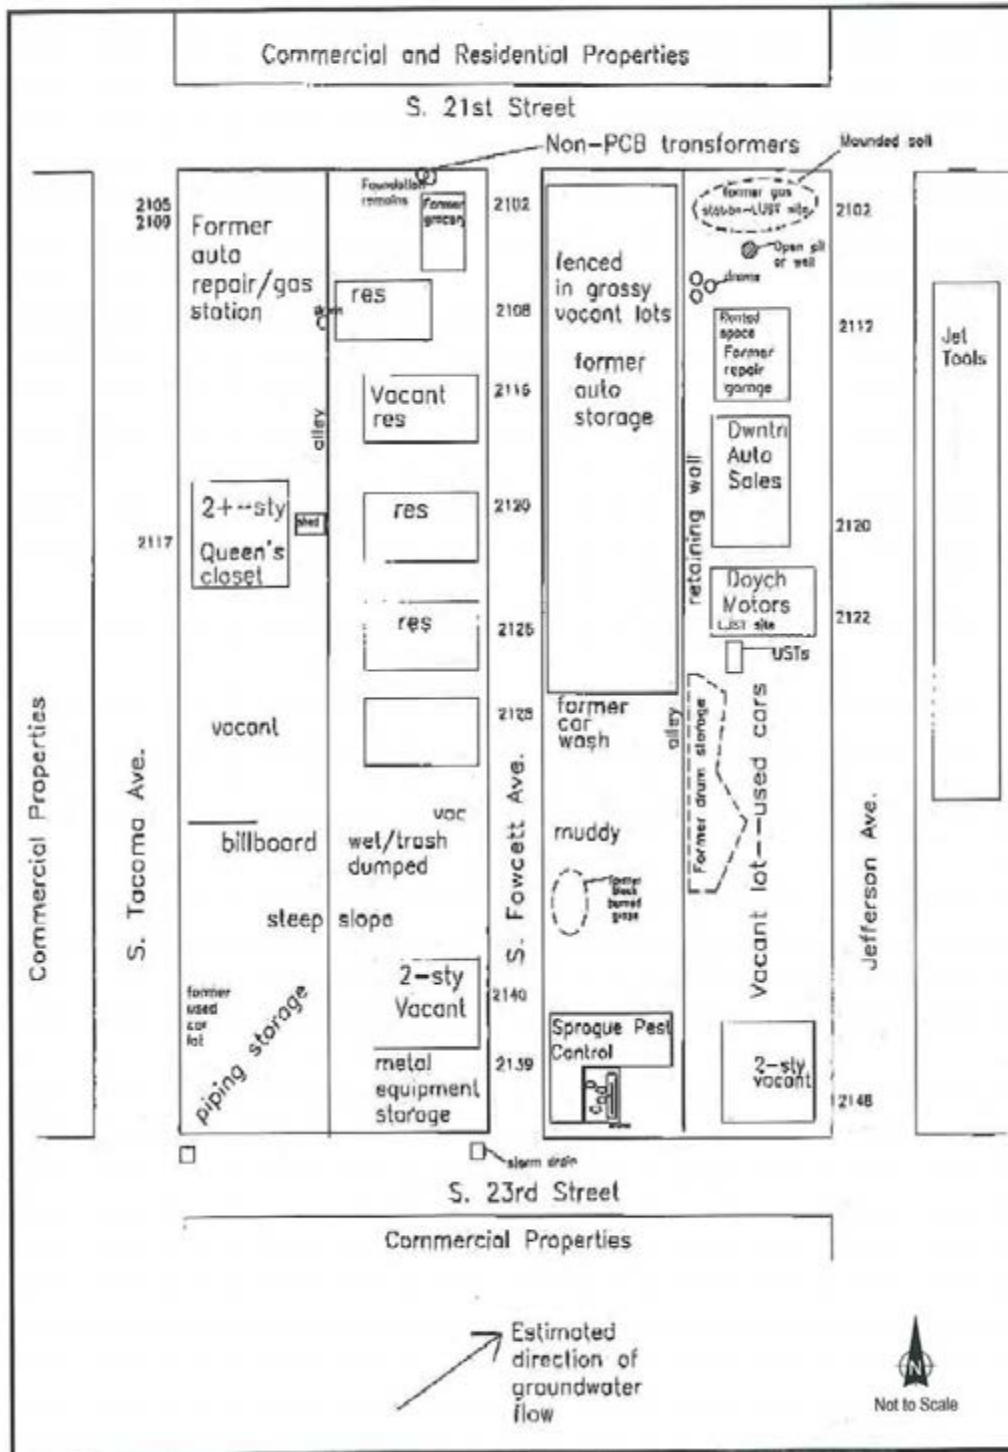 Commercial and Residential Properties
S. 21st Street
Non-PCB transformers
Mounded soil
Foundation
remains
Former
grocery
former gas
station-LUST
Open pit
or well
2105
2109
2102
2102
Former
auto
repair/gas
station
res
2108
fenced
in grassy
vacant lots
former
auto
storage
drums
Rented
space
Former
repair
garage
2112
Jet
Tools
Vacant
res
2116
alley
Dwntn
Auto
Sales
retaining wall
2+-sty
Queen's
closet
shed
2117
res
2120
2120
res
2126
Doych
Motors
LUST site
2122
USTs
vacant
2128
former
car
wash
alley
Former drum storage
Vacant lot--used cars
Commercial Properties
S. Tacoma Ave.
S. Fawcett Ave.
Jefferson Ave.
billboard
vac
wet/trash
dumped
muddy
former
burned
steep slope
former
used
car
lot
piping storage
2-sty
Vacant
2140
metal
equipment
storage
2139
Sprague Pest
Control
2-sty
vacant
2148
storm drain
S. 23rd Street
Commercial Properties
Estimated
direction of
groundwater
flow
N
Not to Scale